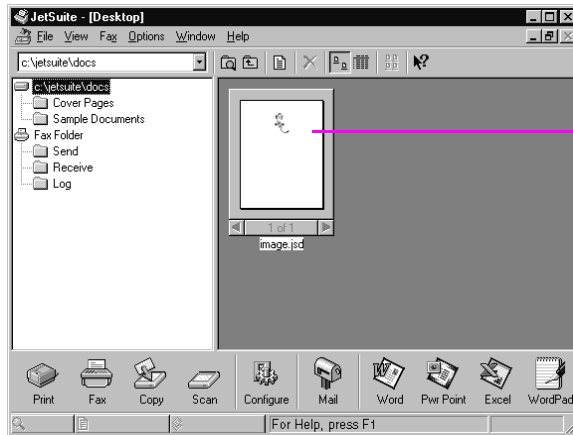 JetSuite - [Desktop]
File View Fax Options Window Help
c:\jetsuite\docs
c:\jetsuite\docs
Cover Pages
Sample Documents
Fax Folder
Send
Receive
Log
1 of 1
image.jsd
Print Fax Copy Scan Configure Mail Word Pwr Point Excel WordPad
For Help, press F1